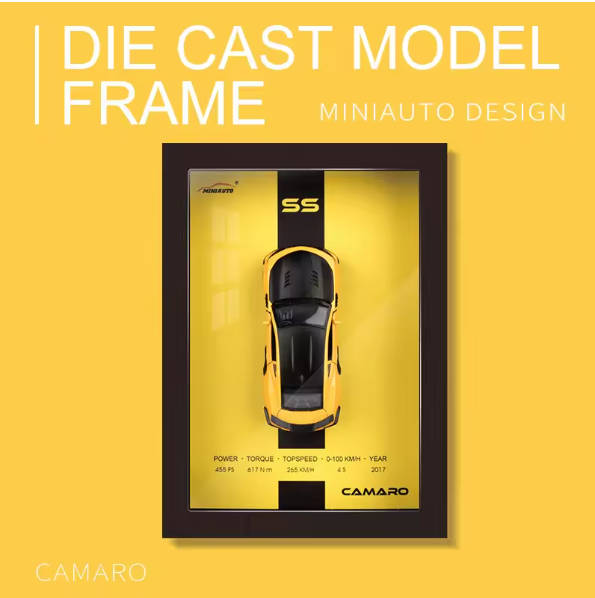 DIE CAST MODEL
FRAME
MINIAUTO DESIGN
MINIAUTO
SS
POWER · TORQUE · TOPSPEED · 0-100 KM/H · YEAR
455 PS 617 N·m 265 KM/H 4 S 2017
CAMARO
CAMARO